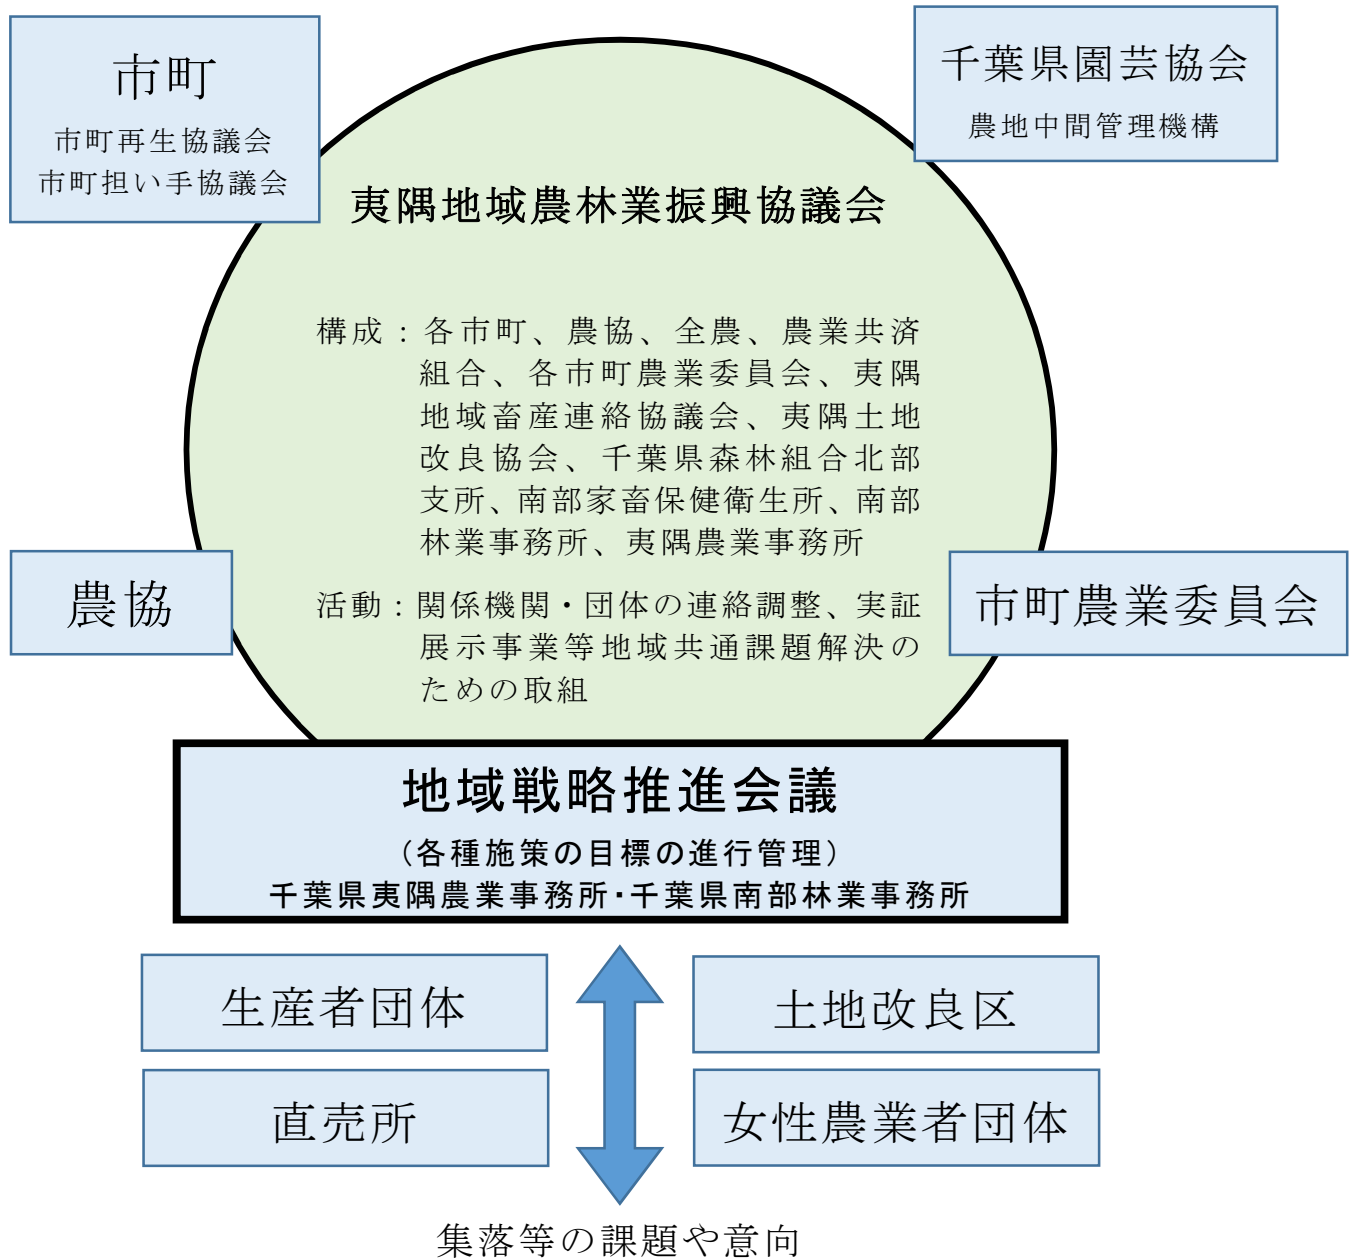 市町
市町再生協議会
市町担い手協議会
千葉県園芸協会
農地中間管理機構
夷隅地域農林業振興協議会
構成：各市町、農協、全農、農業共済
組合、各市町農業委員会、夷隅
地域畜産連絡協議会、夷隅土地
改良協会、千葉県森林組合北部
支所、南部家畜保健衛生所、南部
林業事務所、夷隅農業事務所
農協
市町農業委員会
活動：関係機関・団体の連絡調整、実証
展示事業等地域共通課題解決の
ための取組
地域戦略推進会議
（各種施策の目標の進行管理）
千葉県夷隅農業事務所・千葉県南部林業事務所
生産者団体
土地改良区
直売所
女性農業者団体
集落等の課題や意向